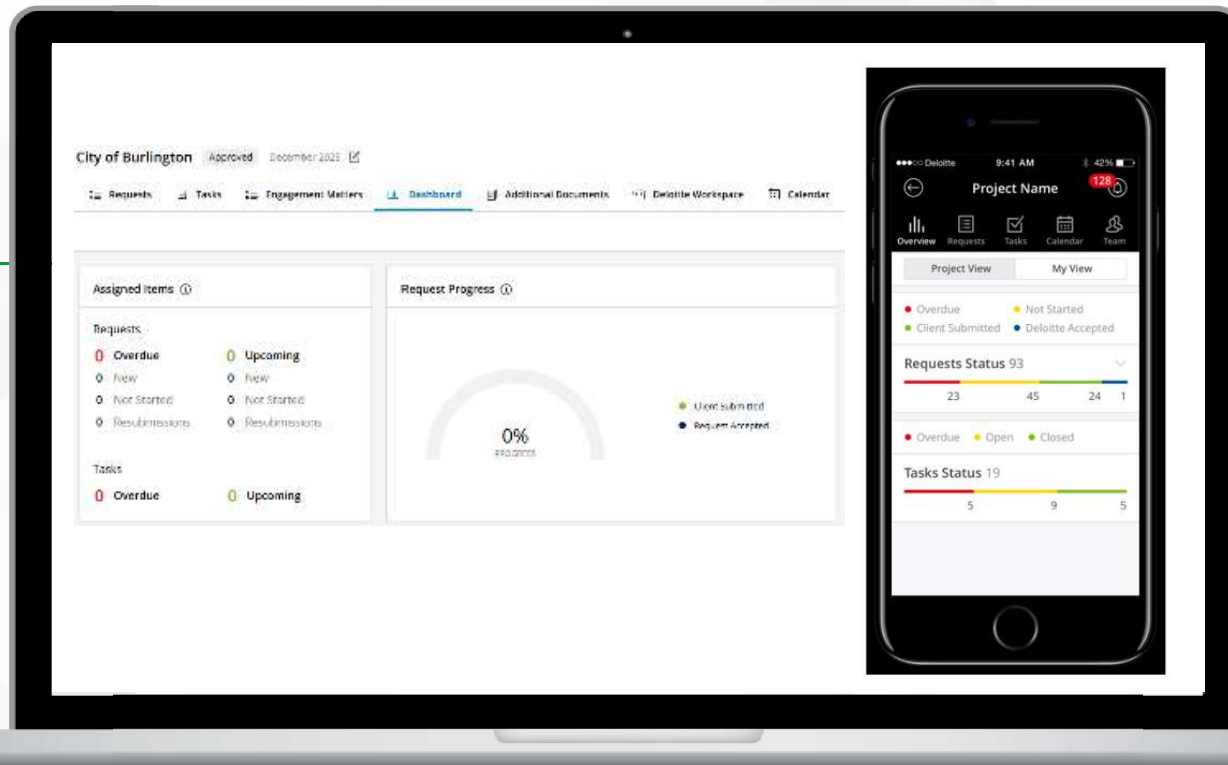 City of Burlington Approved December 2025
Requests Tasks Engagement Matters Dashboard Additional Documents Deloitte Workspace Calendar
Assigned Items
Requests
0 Overdue 0 Upcoming
0 New 0 New
0 Not Started 0 Not Started
0 Resubmissions 0 Resubmissions
Tasks
0 Overdue 0 Upcoming
Request Progress
0%
PROGRESS
Client Submitted
Request Accepted
Deloitte 9:41 AM 42%
Project Name 128
Overview Requests Tasks Calendar Team
Project View My View
Overdue Not Started
Client Submitted Deloitte Accepted
Requests Status 93
23 45 24 1
Overdue Open Closed
Tasks Status 19
5 9 5